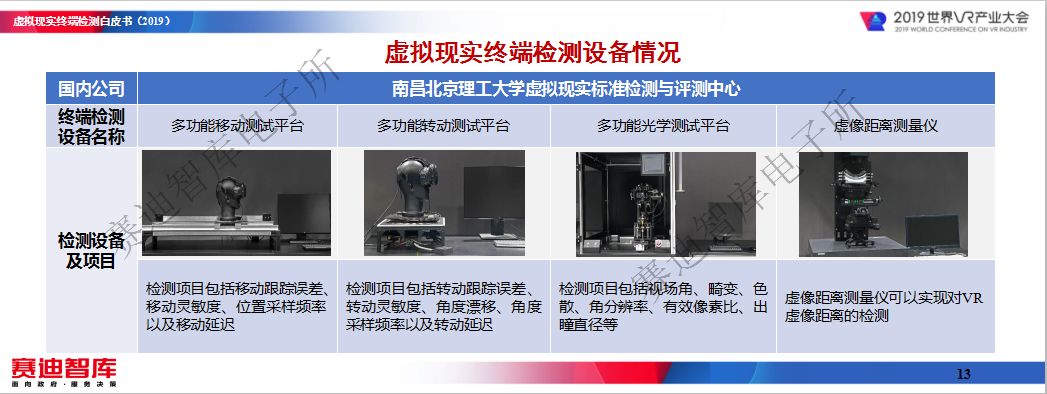 虚拟现实终端检测白皮书（2019）
2019世界VR产业大会
2019 WORLD CONFERENCE ON VR INDUSTRY
虚拟现实终端检测设备情况
国内公司
南昌北京理工大学虚拟现实标准检测与评测中心
终端检测
设备名称
多功能移动测试平台
多功能转动测试平台
多功能光学测试平台
虚像距离测量仪
检测设备
及项目
检测项目包括移动跟踪误差、
移动灵敏度、位置采样频率
以及移动延迟
检测项目包括转动跟踪误差、
转动灵敏度、角度漂移、角度
采样频率以及转动延迟
检测项目包括视场角、畸变、色
散、角分辨率、有效像素比、出
瞳直径等
虚像距离测量仪可以实现对VR
虚像距离的检测
赛迪智库电子所
赛迪智库电子所
赛迪智库
面向政府·服务决策
13